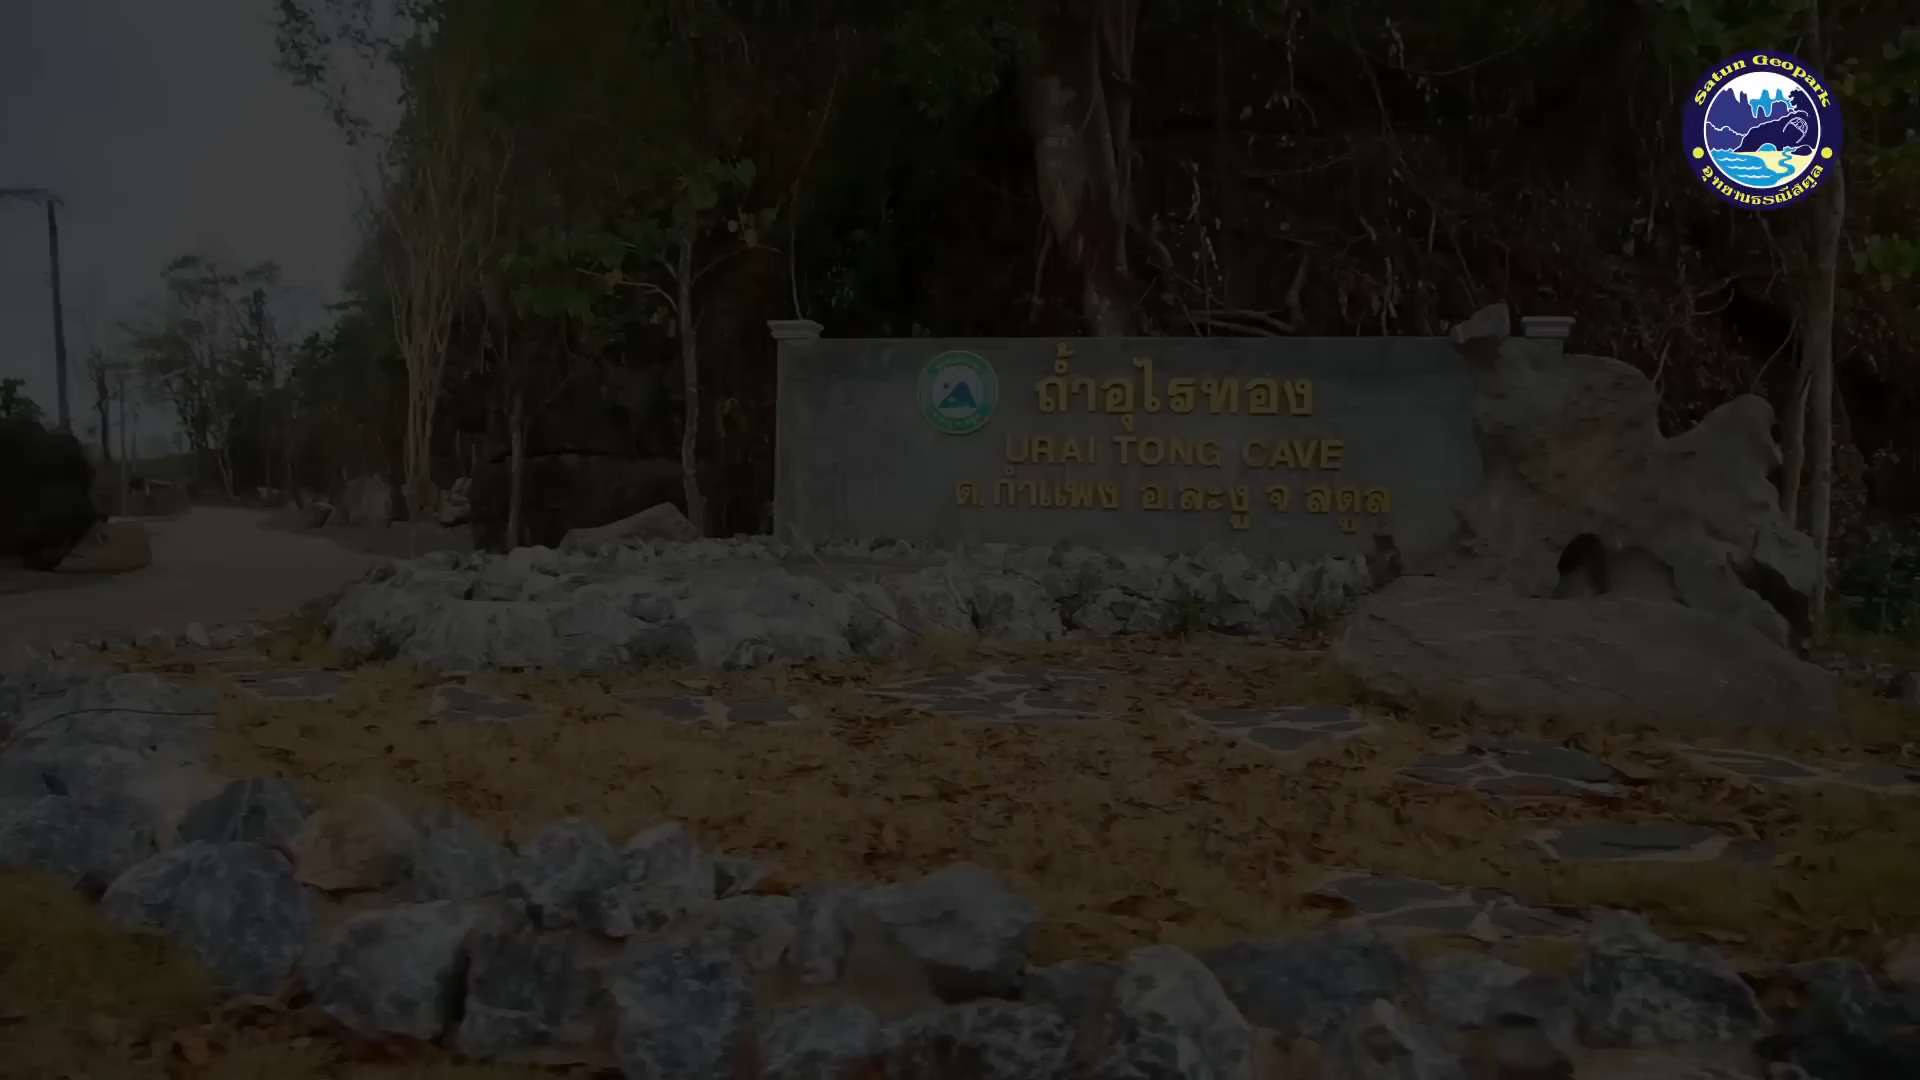 Satun Geopark
อุทยานธรณีสตูล
ถ้ำอุไรทอง
URAI TONG CAVE
ต.กำแพง อ.ละงู จ.สตูล